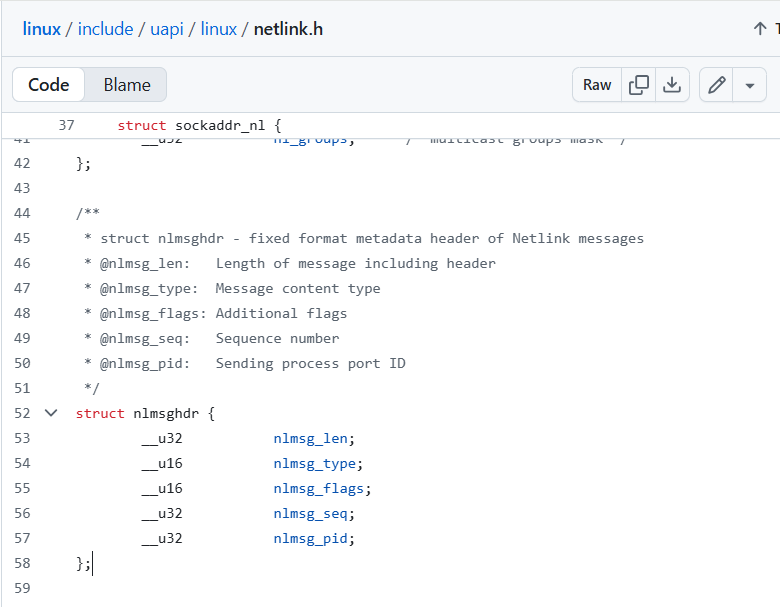 linux / include / uapi / linux / netlink.h
Code Blame Raw
37 struct sockaddr_nl {
41 __u32 nl_groups; /* multicast groups mask */
42 };
43
44 /**
45 * struct nlmsghdr - fixed format metadata header of Netlink messages
46 * @nlmsg_len: Length of message including header
47 * @nlmsg_type: Message content type
48 * @nlmsg_flags: Additional flags
49 * @nlmsg_seq: Sequence number
50 * @nlmsg_pid: Sending process port ID
51 */
52 struct nlmsghdr {
53 __u32 nlmsg_len;
54 __u16 nlmsg_type;
55 __u16 nlmsg_flags;
56 __u32 nlmsg_seq;
57 __u32 nlmsg_pid;
58 };
59